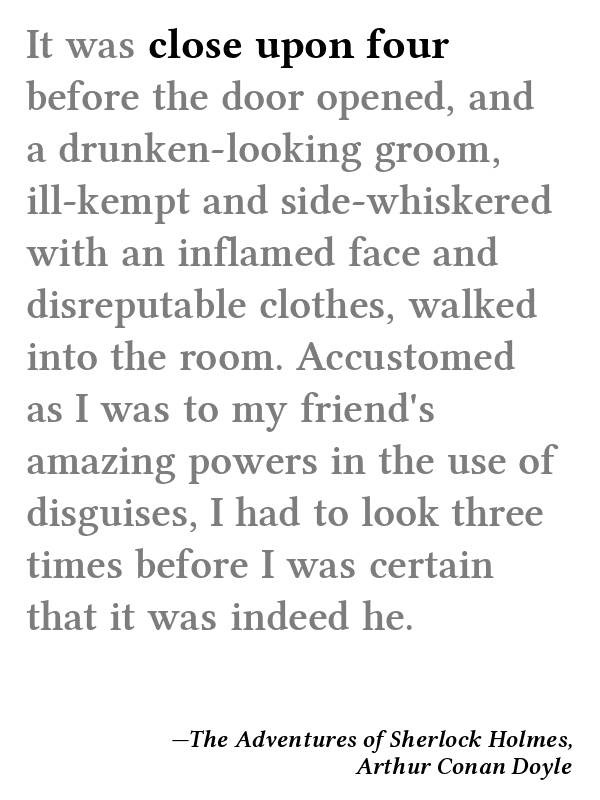 It was close upon four
before the door opened, and
a drunken-looking groom,
ill-kempt and side-whiskered
with an inflamed face and
disreputable clothes, walked
into the room. Accustomed
as I was to my friend's
amazing powers in the use of
disguises, I had to look three
times before I was certain
that it was indeed he.
—The Adventures of Sherlock Holmes,
Arthur Conan Doyle